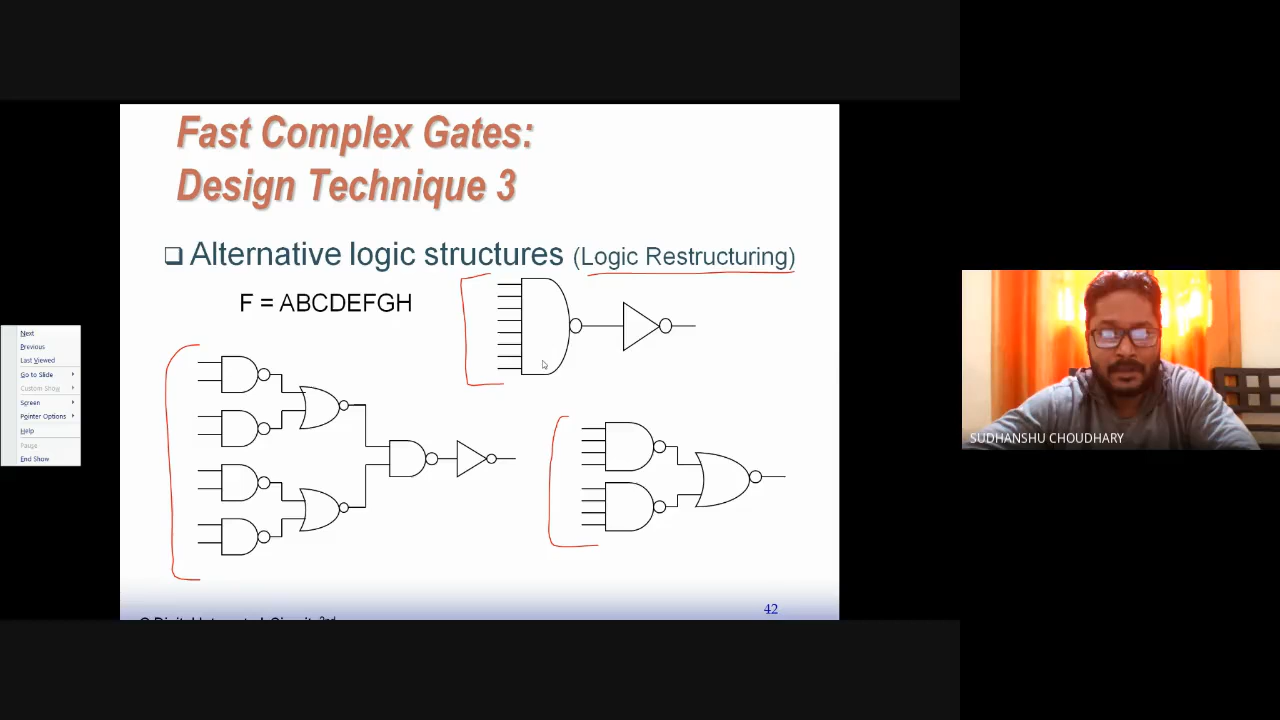 Fast Complex Gates:
Design Technique 3
Alternative logic structures (Logic Restructuring)
F = ABCDEFGH
Next
Previous
Last Viewed
Go to Slide
Custom Show
Screen
Pointer Options
Help
Pause
End Show
SUDHANSHU CHOUDHARY
42